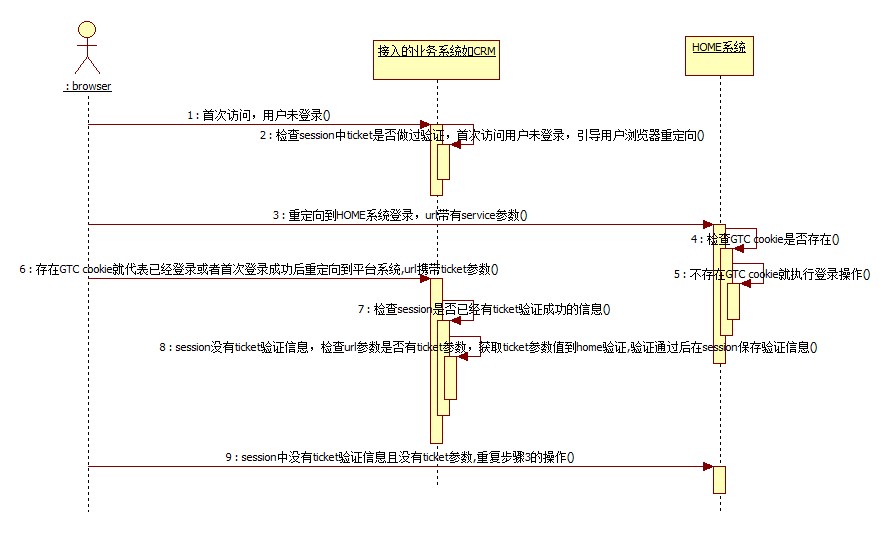 接入的业务系统如CRM
HOME系统
: browser
1 : 首次访问，用户未登录()
2 : 检查session中ticket是否做过验证，首次访问用户未登录，引导用户浏览器重定向()
3 : 重定向到HOME系统登录，url带有service参数()
4 : 检查GTC cookie是否存在()
5 : 不存在GTC cookie就执行登录操作()
6 : 存在GTC cookie就代表已经登录或者首次登录成功后重定向到平台系统,url携带ticket参数()
7 : 检查session是否已经有ticket验证成功的信息()
8 : session没有ticket验证信息，检查url参数是否有ticket参数，获取ticket参数值到home验证,验证通过后在session保存验证信息()
9 : session中没有ticket验证信息且没有ticket参数,重复步骤3的操作()